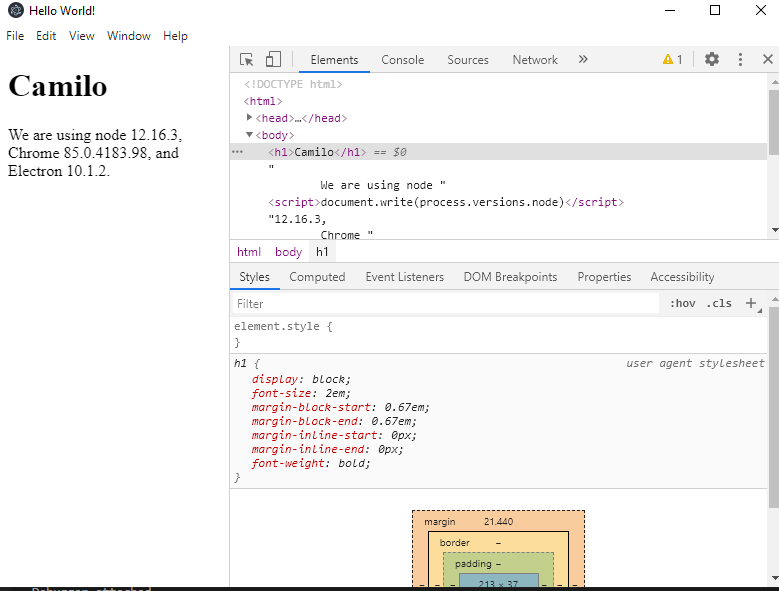 Hello World!
File Edit View Window Help
Camilo
We are using node 12.16.3,
Chrome 85.0.4183.98, and
Electron 10.1.2.
Elements Console Sources Network » 1
<!DOCTYPE html>
<html>
<head>…</head>
<body>
<h1>Camilo</h1> == $0
"
We are using node "
<script>document.write(process.versions.node)</script>
"12.16.3,
Chrome "
html body h1
Styles Computed Event Listeners DOM Breakpoints Properties Accessibility
Filter :hov .cls +
element.style {
}
h1 { user agent stylesheet
display: block;
font-size: 2em;
margin-block-start: 0.67em;
margin-block-end: 0.67em;
margin-inline-start: 0px;
margin-inline-end: 0px;
font-weight: bold;
}
margin 21.440
border –
padding –
– – – 213 × 37 – – –
Debugger attached